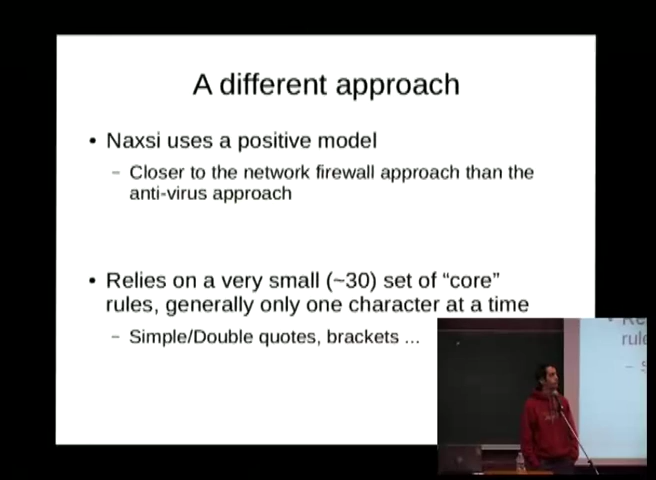 A different approach
• Naxsi uses a positive model
– Closer to the network firewall approach than the
anti-virus approach
• Relies on a very small (~30) set of “core”
rules, generally only one character at a time
– Simple/Double quotes, brackets ...